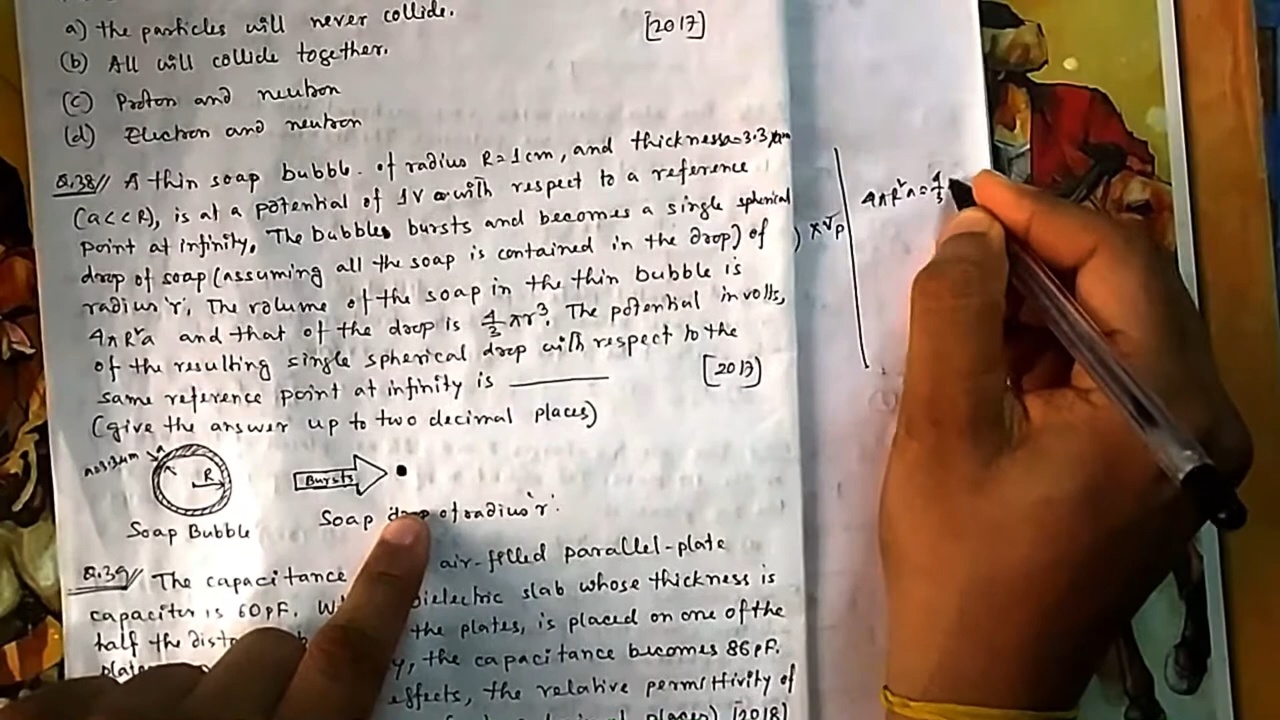 a) the particles will never collide.
[2017]
(b) All will collide together.
(c) Proton and neutron
(d) Electron and neutron
Q.38// A thin soap bubble of radius R=1cm, and thickness a=3.3μm
(a<<R), is at a potential of 1V with respect to a reference
point at infinity. The bubbles bursts and becomes a single spherical
drop of soap (assuming all the soap is contained in the drop) of
radius 'r'. The volume of the soap in the thin bubble is
4πR²a and that of the drop is 4/3 πr³. The potential in volts,
of the resulting single spherical drop with respect to the
same reference point at infinity is ______
[2017]
(give the answer up to two decimal places)
a=3.3μm
a
R
Bursts
Soap Bubble
Soap drop of radius 'r'.
) x Vp
4πR²a = 4/3
Q.39// The capacitance air-filled parallel-plate
capacitor is 60pF. dielectric slab whose thickness is
half the the plates, is placed on one of the
the capacitance becomes 86pF.
effects, the relative permittivity of
places) [2018]